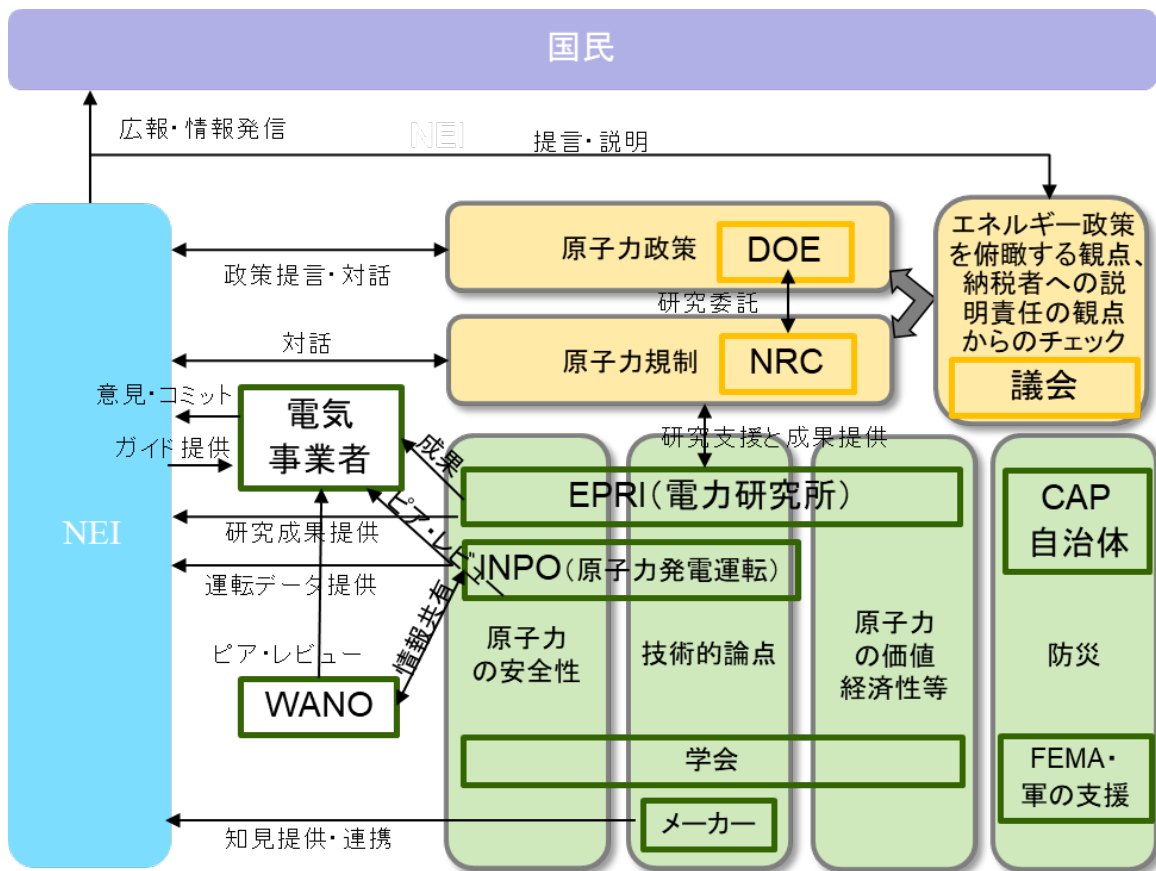 国民
広報・情報発信
NEI
提言・説明
原子力政策
DOE
政策提言・対話
研究委託
エネルギー政策
を俯瞰する観点、
納税者への説
明責任の観点
からのチェック
議会
対話
原子力規制
NRC
意見・コミット
ガイド提供
電気
事業者
研究支援と成果提供
成果
EPRI(電力研究所)
CAP
自治体
NEI
研究成果提供
ピア・レビュー
INPO(原子力発電運転)
運転データ提供
情報共有
ピア・レビュー
WANO
原子力
の安全性
技術的論点
原子力
の価値
経済性等
防災
学会
FEMA・
軍の支援
メーカー
知見提供・連携